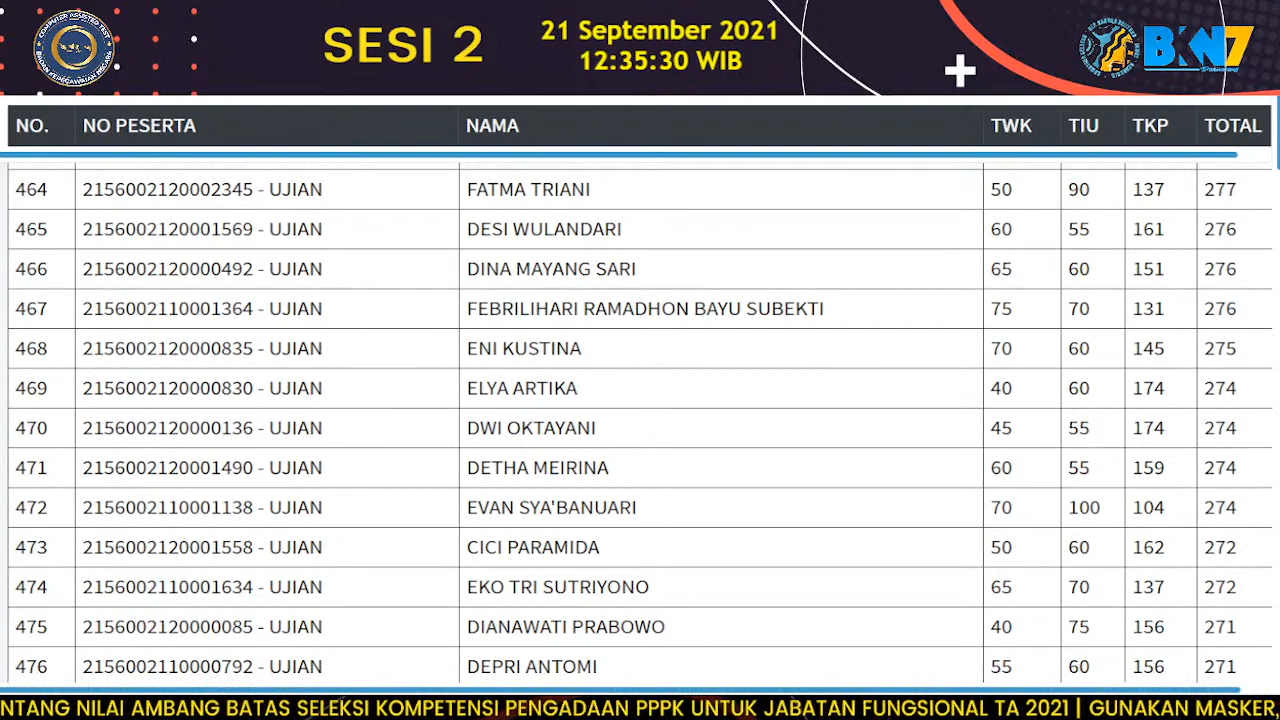 COMPUTER ASSISTED TEST
BADAN KEPEGAWAIAN NEGARA
SESI 2
21 September 2021
12:35:30 WIB
BKN7
NO. NO PESERTA NAMA TWK TIU TKP TOTAL
464 2156002120002345 - UJIAN FATMA TRIANI 50 90 137 277
465 2156002120001569 - UJIAN DESI WULANDARI 60 55 161 276
466 2156002120000492 - UJIAN DINA MAYANG SARI 65 60 151 276
467 2156002110001364 - UJIAN FEBRILIHARI RAMADHON BAYU SUBEKTI 75 70 131 276
468 2156002120000835 - UJIAN ENI KUSTINA 70 60 145 275
469 2156002120000830 - UJIAN ELYA ARTIKA 40 60 174 274
470 2156002120000136 - UJIAN DWI OKTAYANI 45 55 174 274
471 2156002120001490 - UJIAN DETHA MEIRINA 60 55 159 274
472 2156002110001138 - UJIAN EVAN SYA'BANUARI 70 100 104 274
473 2156002120001558 - UJIAN CICI PARAMIDA 50 60 162 272
474 2156002110001634 - UJIAN EKO TRI SUTRIYONO 65 70 137 272
475 2156002120000085 - UJIAN DIANAWATI PRABOWO 40 75 156 271
476 2156002110000792 - UJIAN DEPRI ANTOMI 55 60 156 271
NTANG NILAI AMBANG BATAS SELEKSI KOMPETENSI PENGADAAN PPPK UNTUK JABATAN FUNGSIONAL TA 2021 | GUNAKAN MASKER,